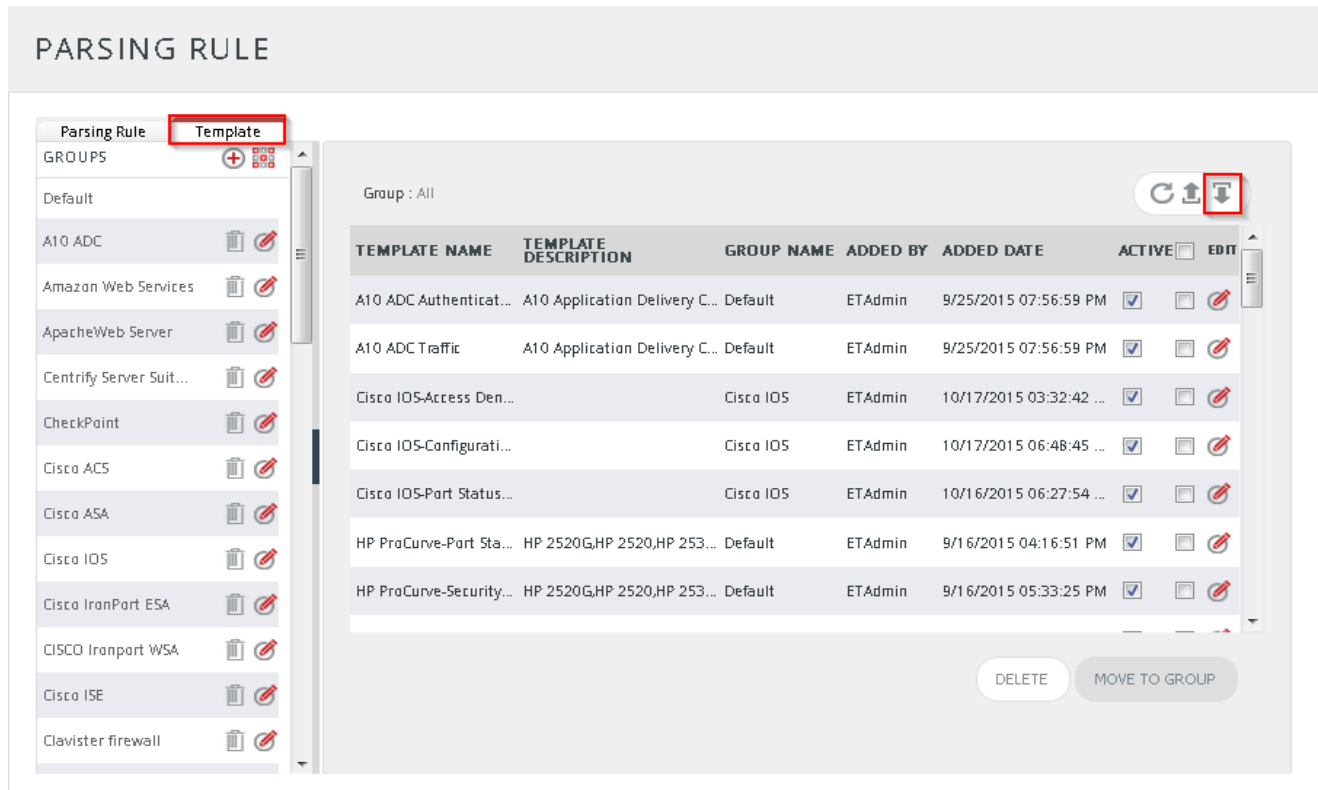 PARSING RULE
Parsing Rule Template
GROUPS
Default
A10 ADC
Amazon Web Services
ApacheWeb Server
Centrify Server Suit...
CheckPoint
Cisco ACS
Cisco ASA
Cisco IOS
Cisco IronPort ESA
CISCO Ironport WSA
Cisco ISE
Clavister firewall
Group : All
TEMPLATE NAME TEMPLATE DESCRIPTION GROUP NAME ADDED BY ADDED DATE ACTIVE EDIT
A10 ADC Authenticat... A10 Application Delivery C... Default ETAdmin 9/25/2015 07:56:59 PM
A10 ADC Traffic A10 Application Delivery C... Default ETAdmin 9/25/2015 07:56:59 PM
Cisco IOS-Access Den... Cisco IOS ETAdmin 10/17/2015 03:32:42 ...
Cisco IOS-Configurati... Cisco IOS ETAdmin 10/17/2015 06:48:45 ...
Cisco IOS-Port Status... Cisco IOS ETAdmin 10/16/2015 06:27:54 ...
HP ProCurve-Port Sta... HP 2520G,HP 2520,HP 253... Default ETAdmin 9/16/2015 04:16:51 PM
HP ProCurve-Security... HP 2520G,HP 2520,HP 253... Default ETAdmin 9/16/2015 05:33:25 PM
DELETE MOVE TO GROUP